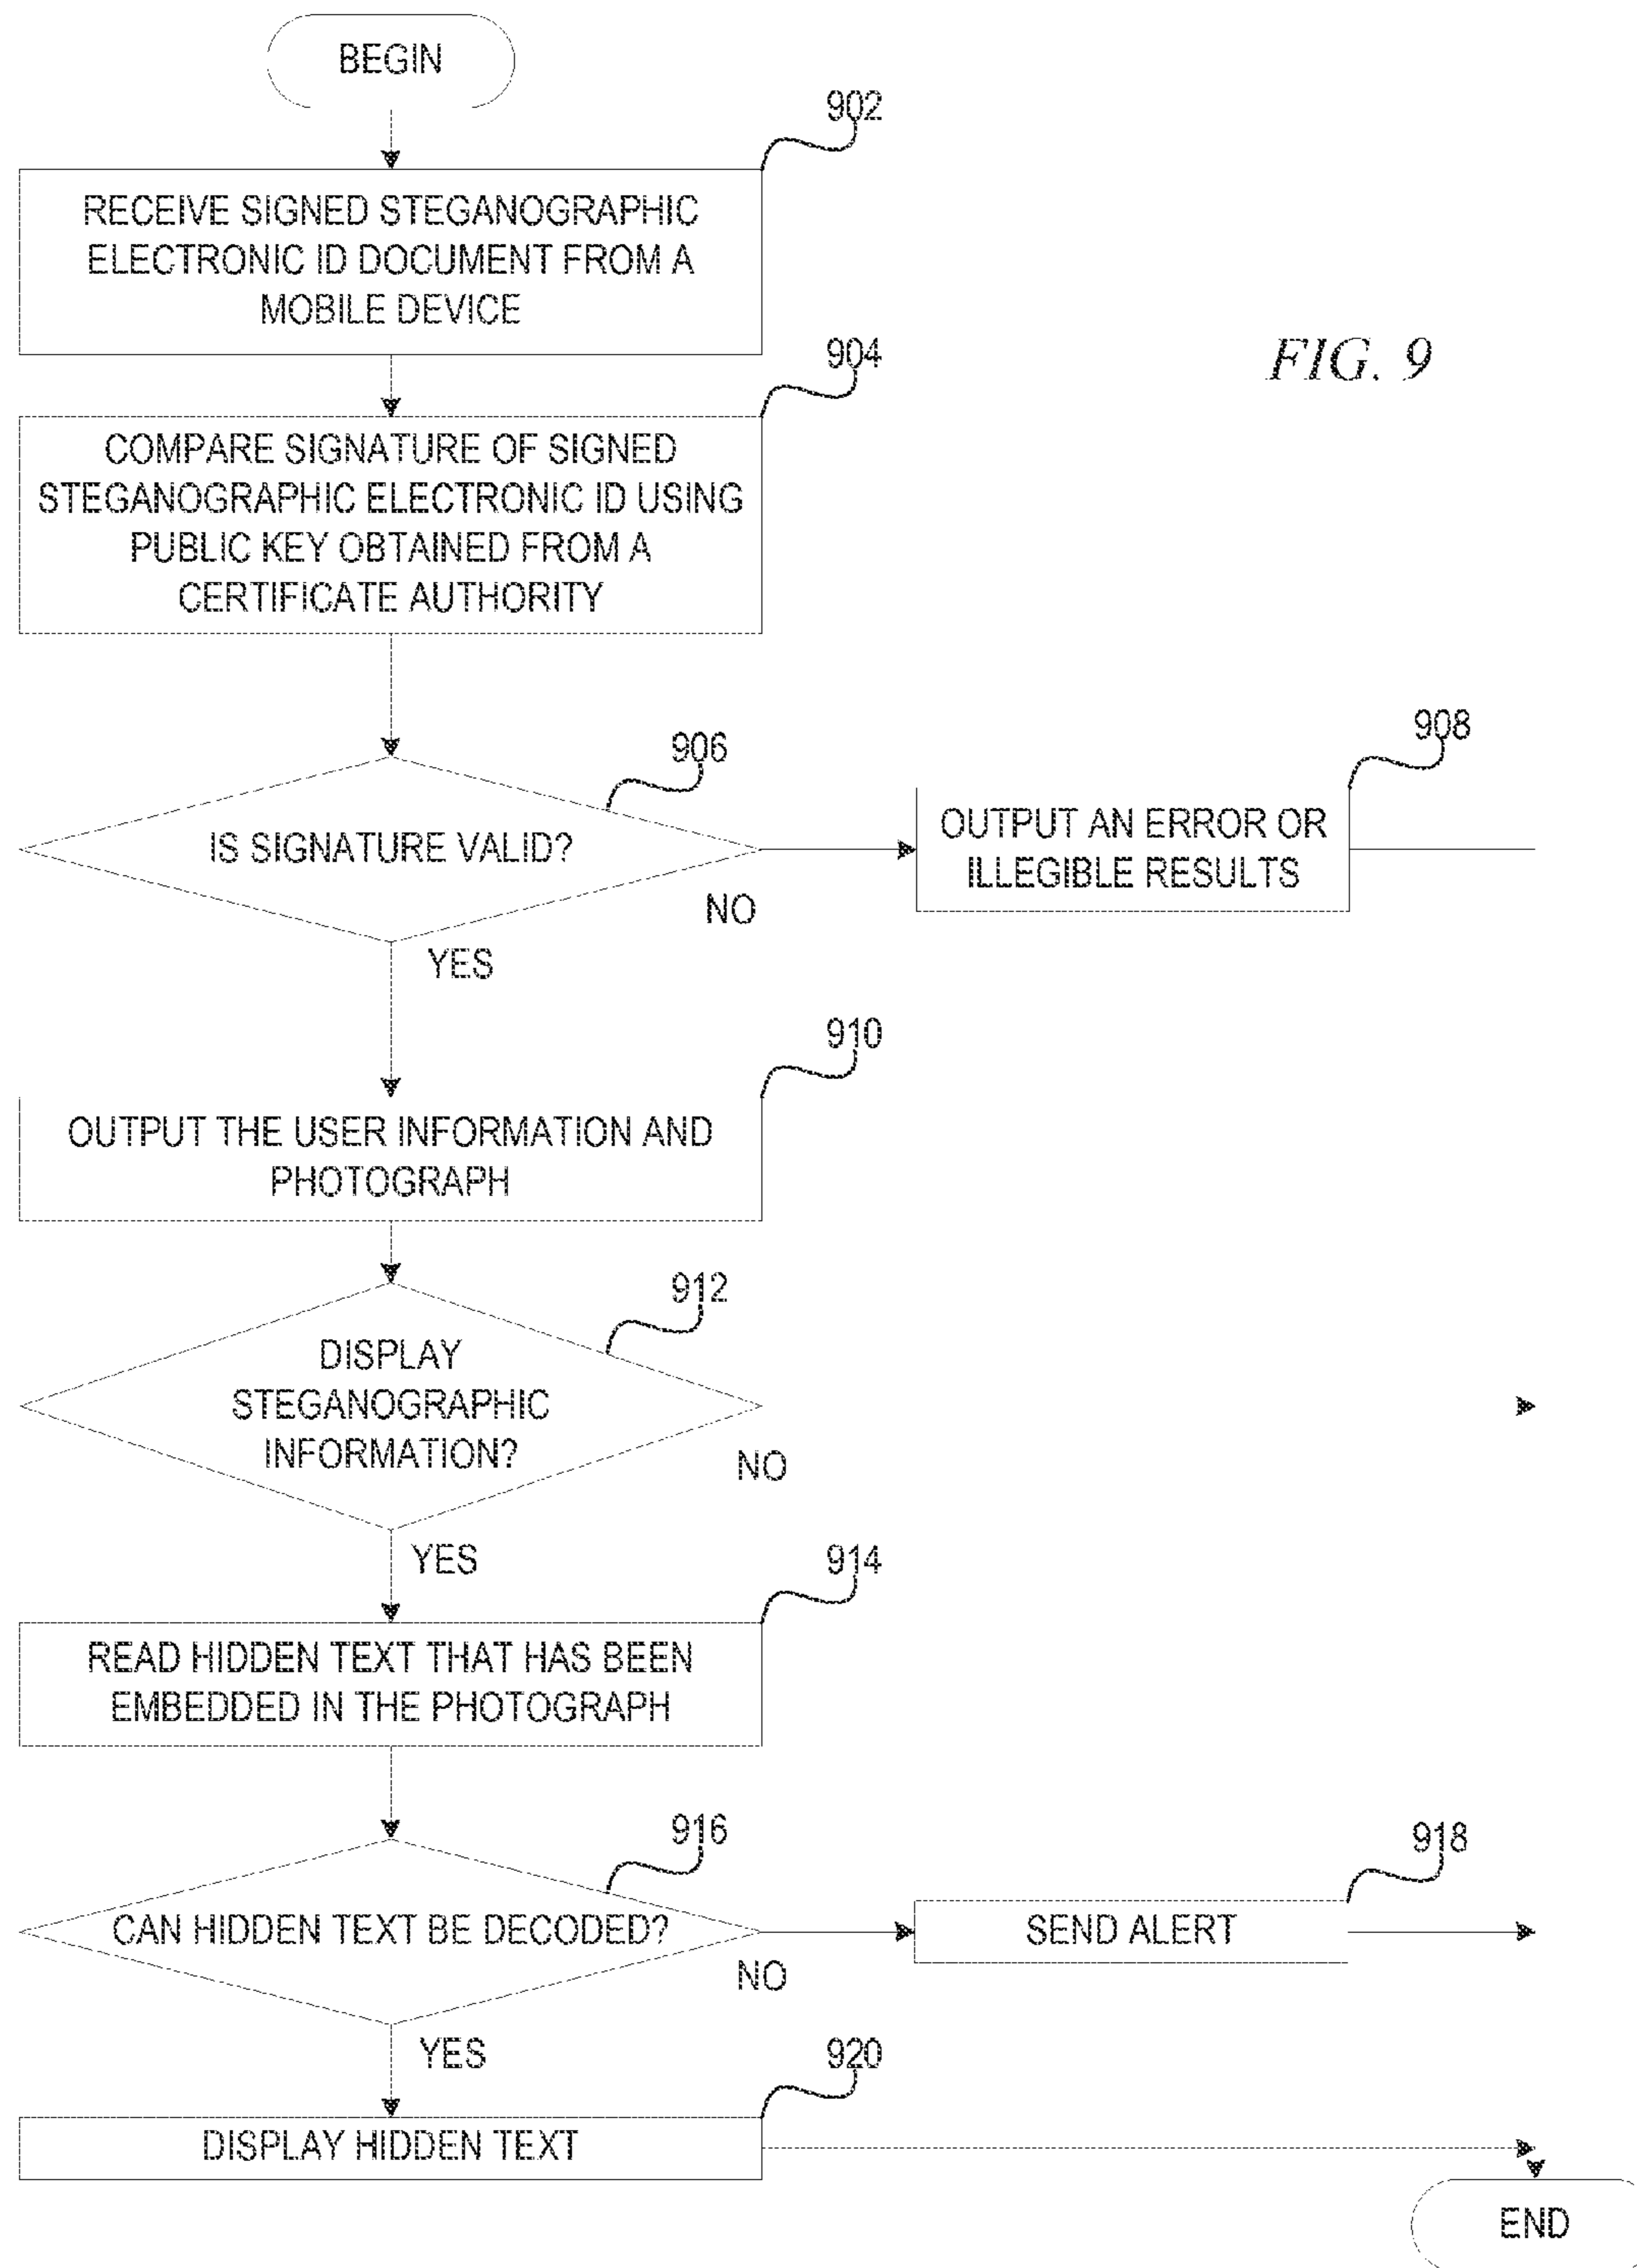 BEGIN
902
RECEIVE SIGNED STEGANOGRAPHIC
ELECTRONIC ID DOCUMENT FROM A
MOBILE DEVICE
904
FIG. 9
COMPARE SIGNATURE OF SIGNED
STEGANOGRAPHIC ELECTRONIC ID USING
PUBLIC KEY OBTAINED FROM A
CERTIFICATE AUTHORITY
906
908
IS SIGNATURE VALID?
OUTPUT AN ERROR OR
ILLEGIBLE RESULTS
NO
YES
910
OUTPUT THE USER INFORMATION AND
PHOTOGRAPH
912
DISPLAY
STEGANOGRAPHIC
INFORMATION?
NO
YES
914
READ HIDDEN TEXT THAT HAS BEEN
EMBEDDED IN THE PHOTOGRAPH
916
918
CAN HIDDEN TEXT BE DECODED?
SEND ALERT
NO
YES
920
DISPLAY HIDDEN TEXT
END